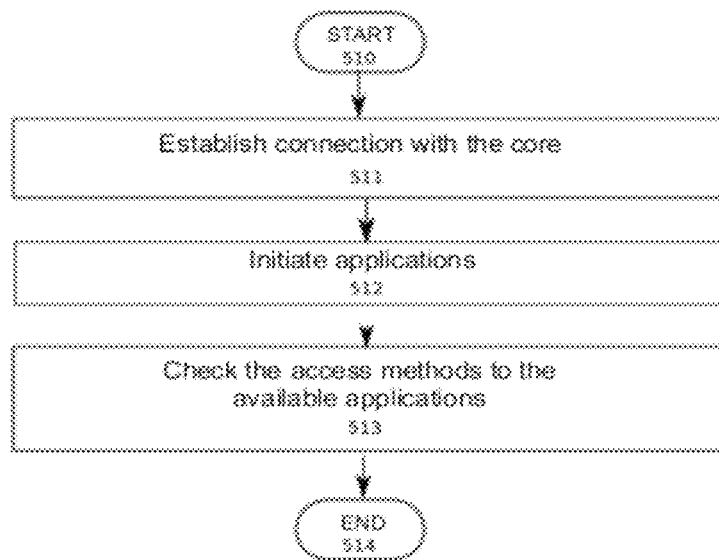 START
510
Establish connection with the core
511
Initiate applications
512
Check the access methods to the
available applications
513
END
514